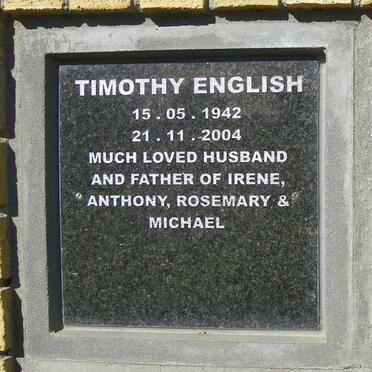 TIMOTHY ENGLISH
15 . 05 . 1942
21 . 11 . 2004
MUCH LOVED HUSBAND
AND FATHER OF IRENE,
ANTHONY, ROSEMARY &
MICHAEL